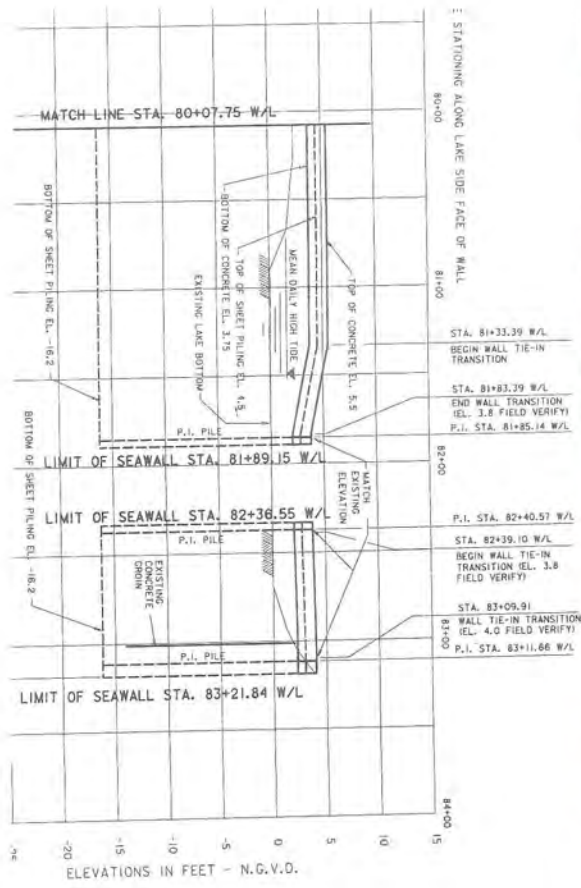 E STATIONING ALONG LAKE SIDE FACE OF WALL
80+00
81+00
82+00
83+00
84+00
MATCH LINE STA. 80+07.75 W/L
BOTTOM OF SHEET PILING EL. -16.2
BOTTOM OF CONCRETE EL. 3.75
TOP OF SHEET PILING EL. 4.5
EXISTING LAKE BOTTOM
MEAN DAILY HIGH TIDE
TOP OF CONCRETE EL. 5.5
STA. 81+33.39 W/L
BEGIN WALL TIE-IN
TRANSITION
STA. 81+83.39 W/L
END WALL TRANSITION
(EL. 3.8 FIELD VERIFY)
P.I. STA. 81+85.14 W/L
P.I. PILE
LIMIT OF SEAWALL STA. 81+89.15 W/L
MATCH
EXISTING
ELEVATION
LIMIT OF SEAWALL STA. 82+36.55 W/L
P.I. PILE
BOTTOM OF SHEET PILING EL. -16.2
P.I. STA. 82+40.57 W/L
STA. 82+39.10 W/L
BEGIN WALL TIE-IN
TRANSITION (EL. 3.8
FIELD VERIFY)
EXISTING
CONCRETE
GROIN
STA. 83+09.91
WALL TIE-IN TRANSITION
(EL. 4.0 FIELD VERIFY)
P.I. STA. 83+11.66 W/L
P.I. PILE
LIMIT OF SEAWALL STA. 83+21.84 W/L
-25
-20
-15
-10
-5
0
5
10
15
ELEVATIONS IN FEET - N.G.V.D.